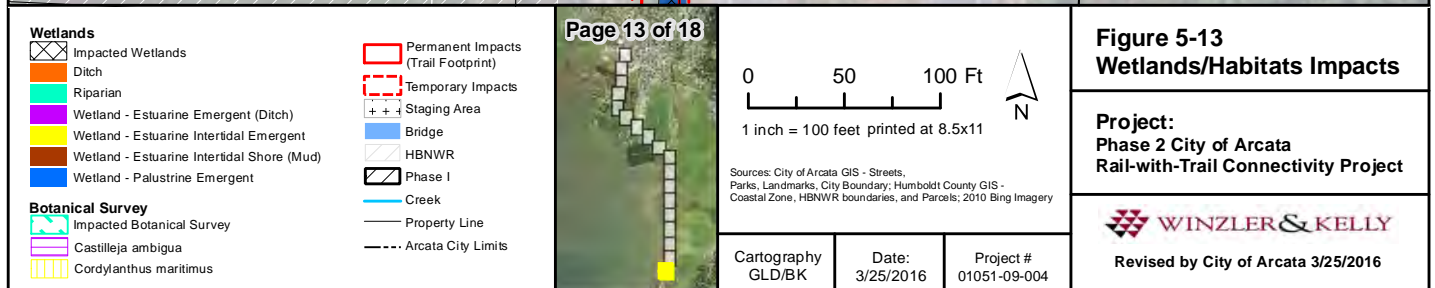 Wetlands
Impacted Wetlands
Ditch
Riparian
Wetland - Estuarine Emergent (Ditch)
Wetland - Estuarine Intertidal Emergent
Wetland - Estuarine Intertidal Shore (Mud)
Wetland - Palustrine Emergent
Botanical Survey
Impacted Botanical Survey
Castilleja ambigua
Cordylanthus maritimus
Permanent Impacts
(Trail Footprint)
Temporary Impacts
Staging Area
Bridge
HBNWR
Phase I
Creek
Property Line
Arcata City Limits
Page 13 of 18
0 50 100 Ft
N
1 inch = 100 feet printed at 8.5x11
Sources: City of Arcata GIS - Streets,
Parks, Landmarks, City Boundary; Humboldt County GIS -
Coastal Zone, HBNWR boundaries, and Parcels; 2010 Bing Imagery
Cartography
GLD/BK
Date:
3/25/2016
Project #
01051-09-004
Figure 5-13
Wetlands/Habitats Impacts
Project:
Phase 2 City of Arcata
Rail-with-Trail Connectivity Project
WINZLER & KELLY
Revised by City of Arcata 3/25/2016